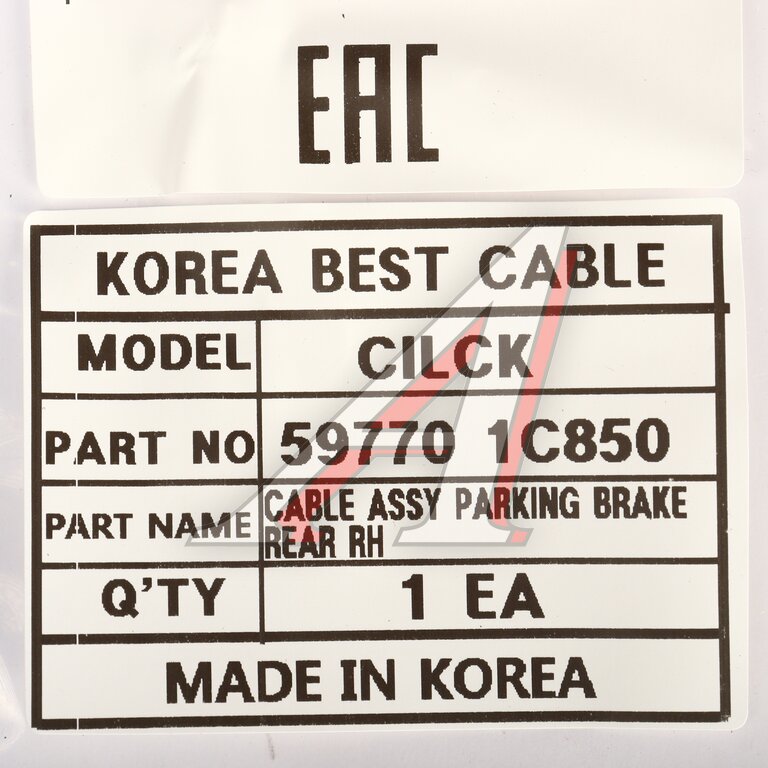 EAC
KOREA BEST CABLE
MODEL CILCK
PART NO 59770 1C850
PART NAME CABLE ASSY PARKING BRAKE
REAR RH
Q'TY 1 EA
MADE IN KOREA